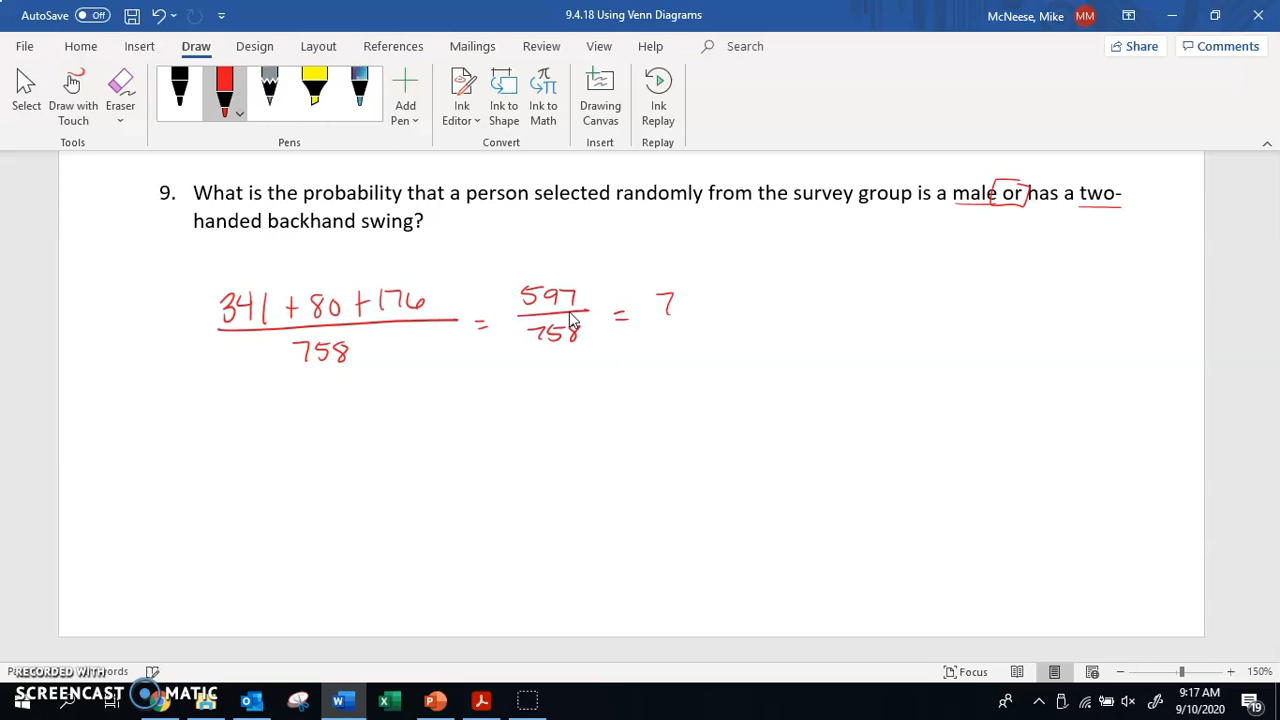 AutoSave Off 9.4.18 Using Venn Diagrams McNeese, Mike MM
File Home Insert Draw Design Layout References Mailings Review View Help Search Share Comments
Select Draw with Touch Eraser Add Pen Ink Editor Ink to Shape Ink to Math Drawing Canvas Ink Replay
Tools Pens Convert Insert Replay
9. What is the probability that a person selected randomly from the survey group is a male or has a two-
handed backhand swing?
341 + 80 + 176 = 597 = 7
758 758
words Focus 150%
RECORDED WITH
SCREENCAST MATIC
9:17 AM
9/10/2020 19